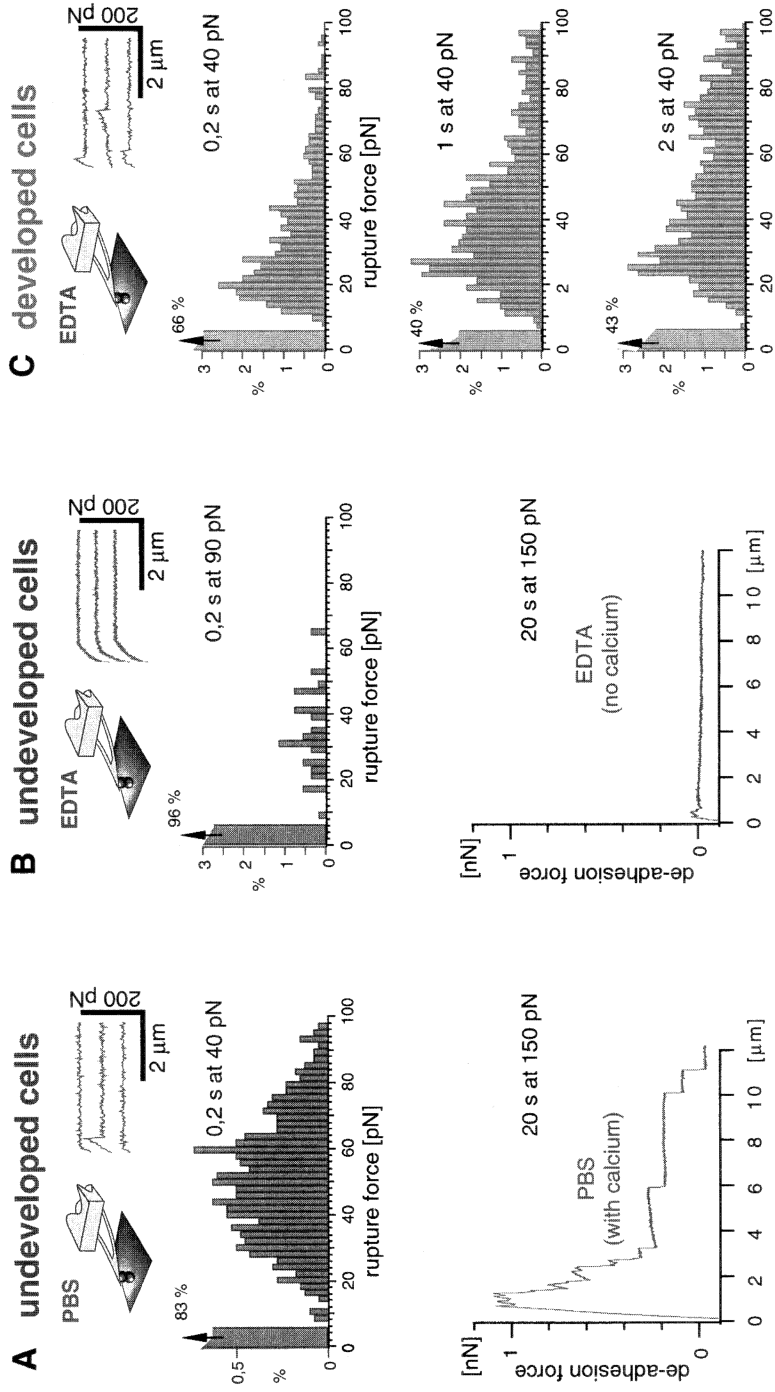 A undeveloped cells
PBS
200 pN
2 µm
83 %
0,2 s at 40 pN
0,5
%
0
0 20 40 60 80 100
rupture force [pN]
[nN]
1
0
de-adhesion force
20 s at 150 pN
PBS
(with calcium)
0 2 4 6 8 10 [µm]
B undeveloped cells
EDTA
200 pN
2 µm
96 %
0,2 s at 90 pN
3
2
%
1
0
0 20 40 60 80 100
rupture force [pN]
[nN]
1
0
de-adhesion force
20 s at 150 pN
EDTA
(no calcium)
0 2 4 6 8 10 [µm]
C developed cells
EDTA
200 pN
2 µm
66 %
0,2 s at 40 pN
3
2
%
1
0
0 20 40 60 80 100
rupture force [pN]
40 %
1 s at 40 pN
3
2
%
1
0
0 2 40 60 80 100
43 %
2 s at 40 pN
3
2
%
1
0
0 20 40 60 80 100